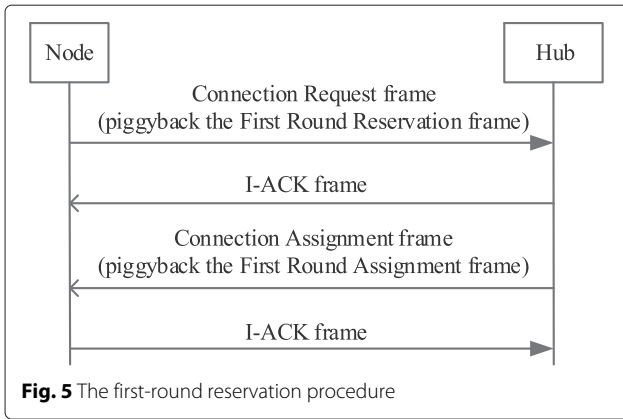 Node
Hub
Connection Request frame
(piggyback the First Round Reservation frame)
I-ACK frame
Connection Assignment frame
(piggyback the First Round Assignment frame)
I-ACK frame
Fig. 5 The first-round reservation procedure